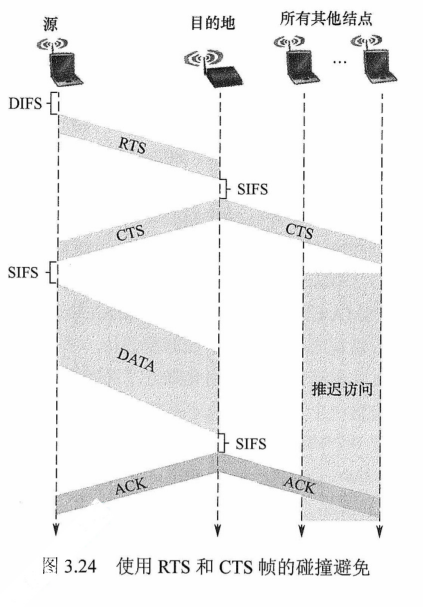 源
目的地
所有其他结点
...
DIFS
RTS
SIFS
CTS
CTS
SIFS
DATA
推迟访问
SIFS
ACK
ACK
图 3.24 使用 RTS 和 CTS 帧的碰撞避免